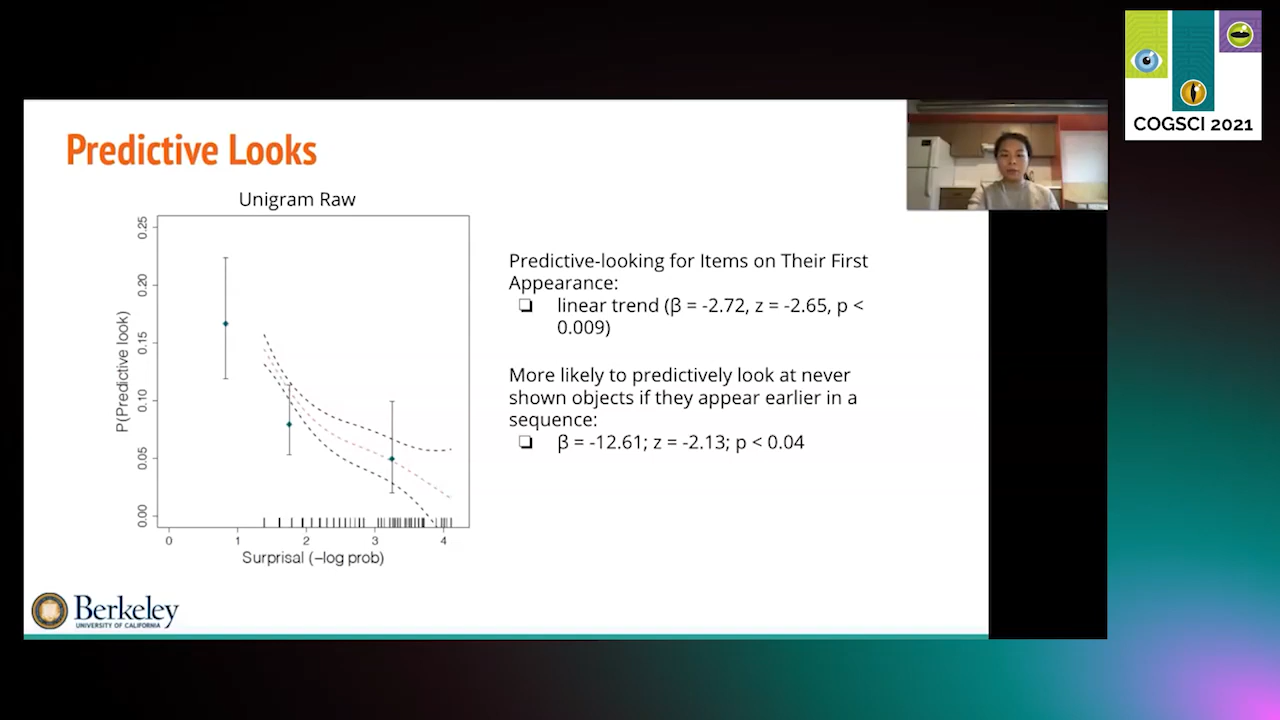 COGSCI 2021
Predictive Looks
Unigram Raw
P(Predictive look)
0.25
0.20
0.15
0.10
0.05
0.00
0 1 2 3 4
Surprisal (−log prob)
Predictive-looking for Items on Their First
Appearance:
❏ linear trend (β = -2.72, z = -2.65, p <
0.009)
More likely to predictively look at never
shown objects if they appear earlier in a
sequence:
❏ β = -12.61; z = -2.13; p < 0.04
Berkeley
UNIVERSITY OF CALIFORNIA